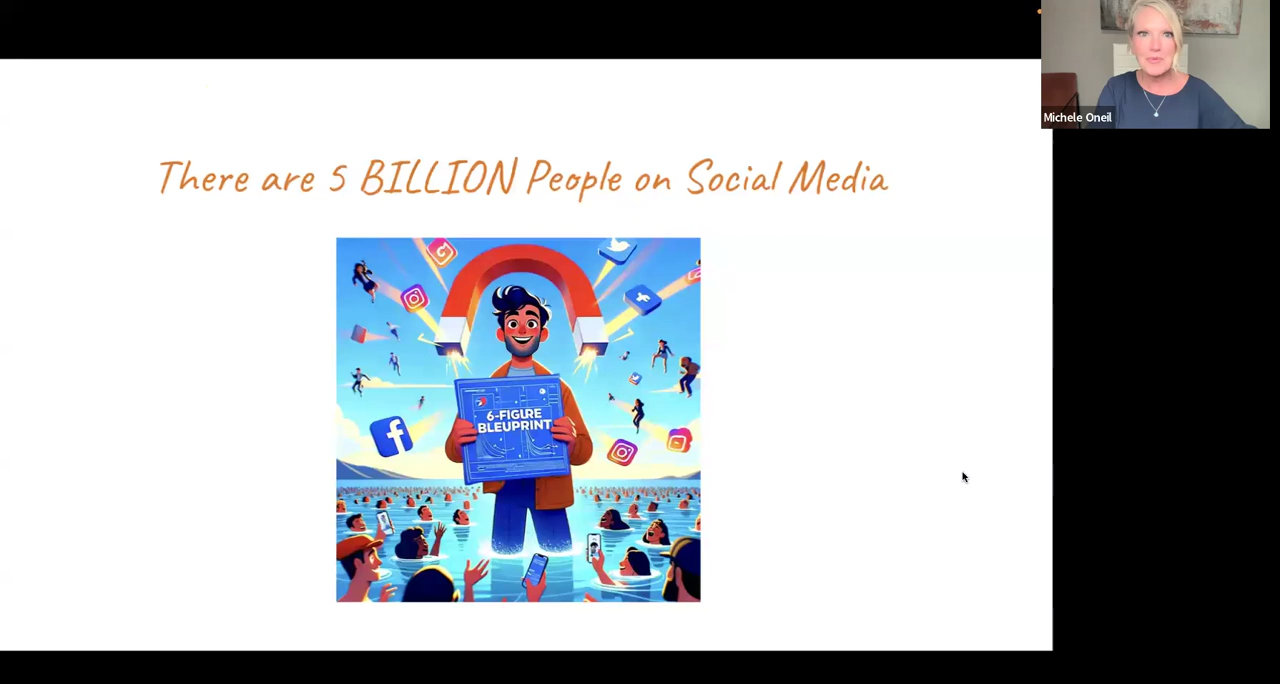 Michele Oneil
There are 5 BILLION People on Social Media
6-FIGURE
BLEUPRINT